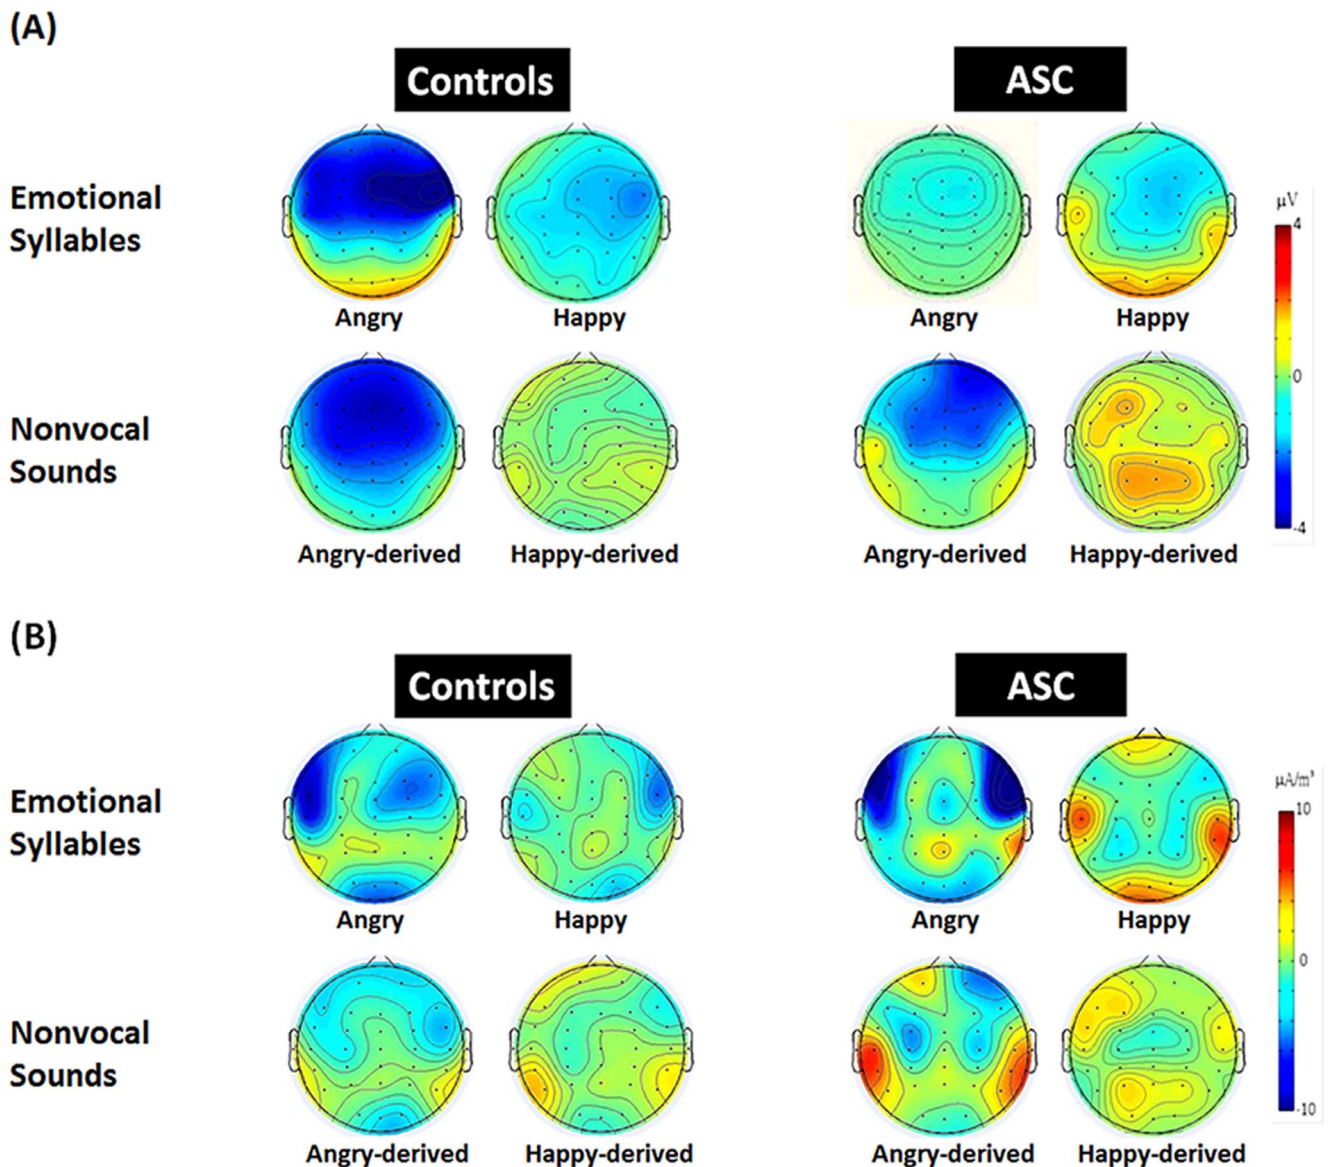 (A)
Controls ASC
Emotional
Syllables
μV
4
0
-4
Angry Happy Angry Happy
Nonvocal
Sounds
Angry-derived Happy-derived Angry-derived Happy-derived
(B)
Controls ASC
Emotional
Syllables
μA/m³
10
0
-10
Angry Happy Angry Happy
Nonvocal
Sounds
Angry-derived Happy-derived Angry-derived Happy-derived